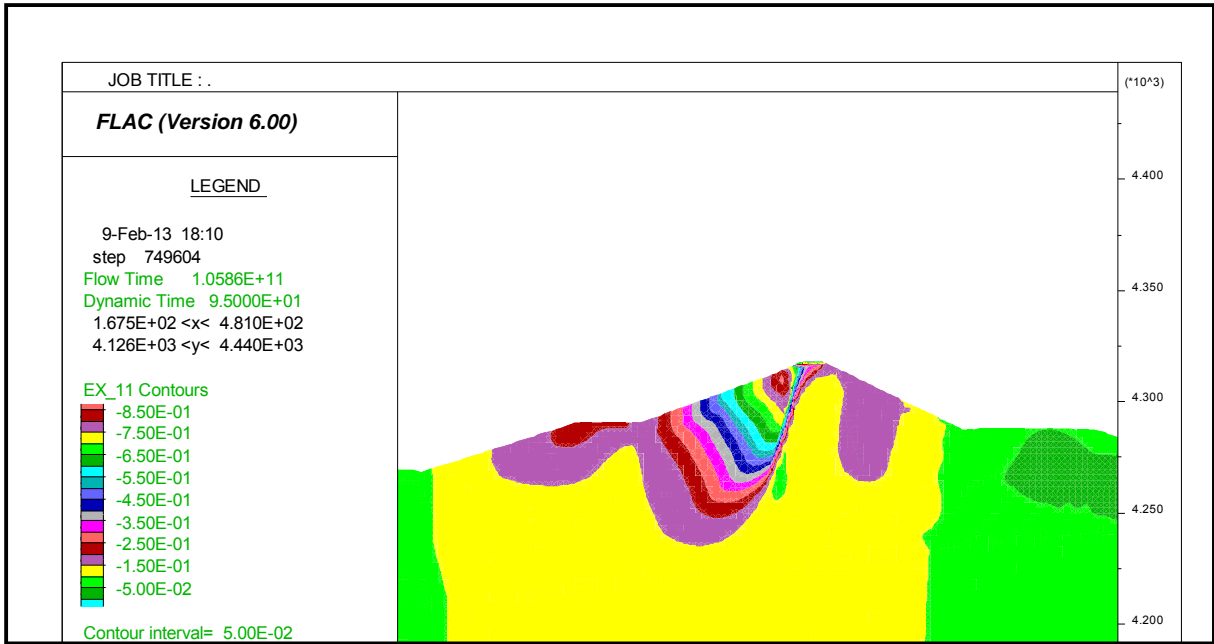 JOB TITLE : .
(*10^3)
FLAC (Version 6.00)
LEGEND
9-Feb-13 18:10
step 749604
Flow Time 1.0586E+11
Dynamic Time 9.5000E+01
1.675E+02 <x< 4.810E+02
4.126E+03 <y< 4.440E+03
EX_11 Contours
-8.50E-01
-7.50E-01
-6.50E-01
-5.50E-01
-4.50E-01
-3.50E-01
-2.50E-01
-1.50E-01
-5.00E-02
Contour interval= 5.00E-02
4.400
4.350
4.300
4.250
4.200